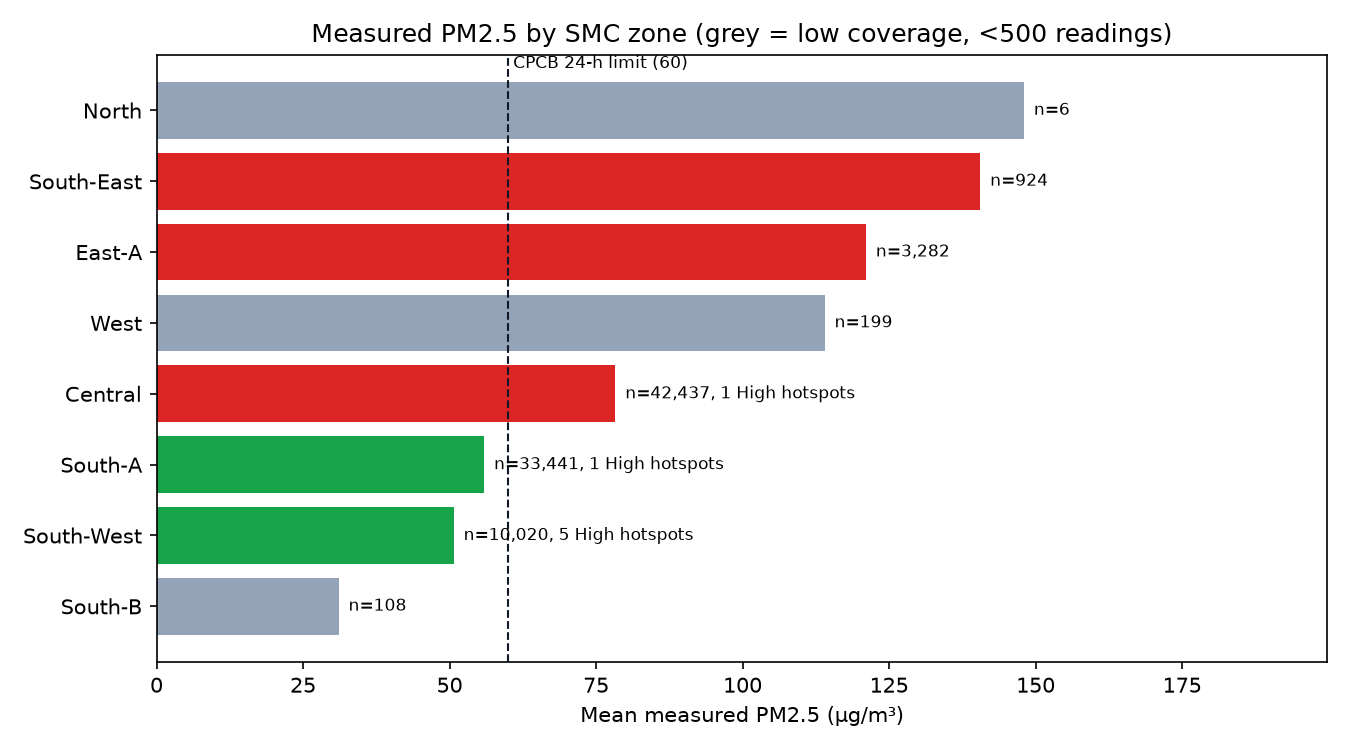 Measured PM2.5 by SMC zone (grey = low coverage, <500 readings)
CPCB 24-h limit (60)
North n=6
South-East n=924
East-A n=3,282
West n=199
Central n=42,437, 1 High hotspots
South-A n=33,441, 1 High hotspots
South-West n=10,020, 5 High hotspots
South-B n=108
0 25 50 75 100 125 150 175
Mean measured PM2.5 (µg/m³)